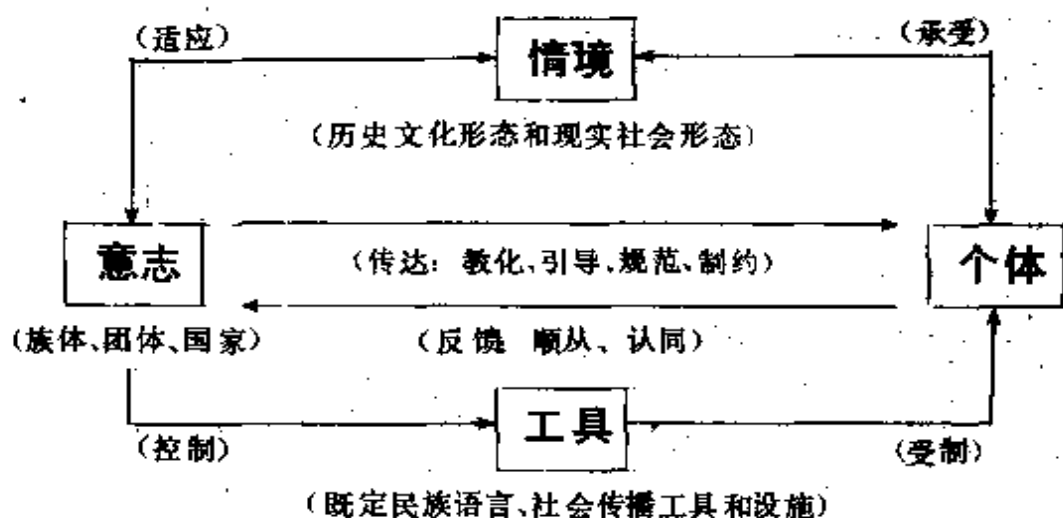 （适应）
情境
（承受）
（历史文化形态和现实社会形态）
意志
（传达：教化、引导、规范、制约）
个体
（族体、团体、国家）
（反馈 顺从、认同）
（控制）
工具
（受制）
（既定民族语言、社会传播工具和设施）